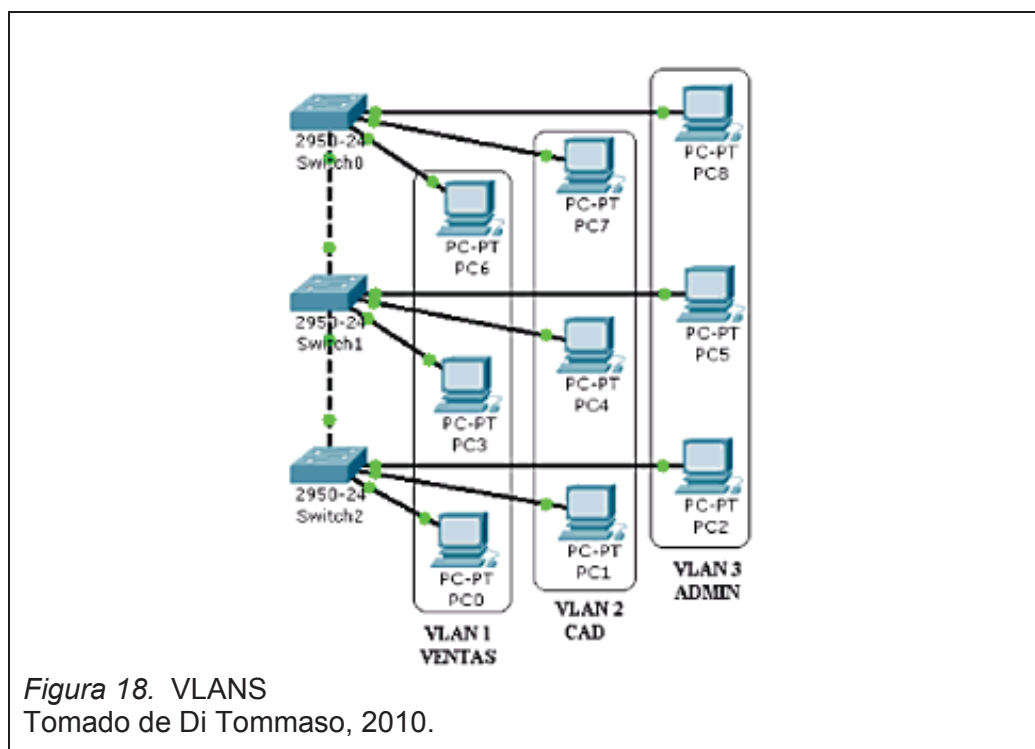 2950-24
Switch0
PC-PT
PC8
PC-PT
PC7
PC-PT
PC6
2950-24
Switch1
PC-PT
PC5
PC-PT
PC4
PC-PT
PC3
2950-24
Switch2
PC-PT
PC2
PC-PT
PC1
PC-PT
PC0
VLAN 3
ADMIN
VLAN 2
CAD
VLAN 1
VENTAS
Figura 18. VLANS
Tomado de Di Tommaso, 2010.